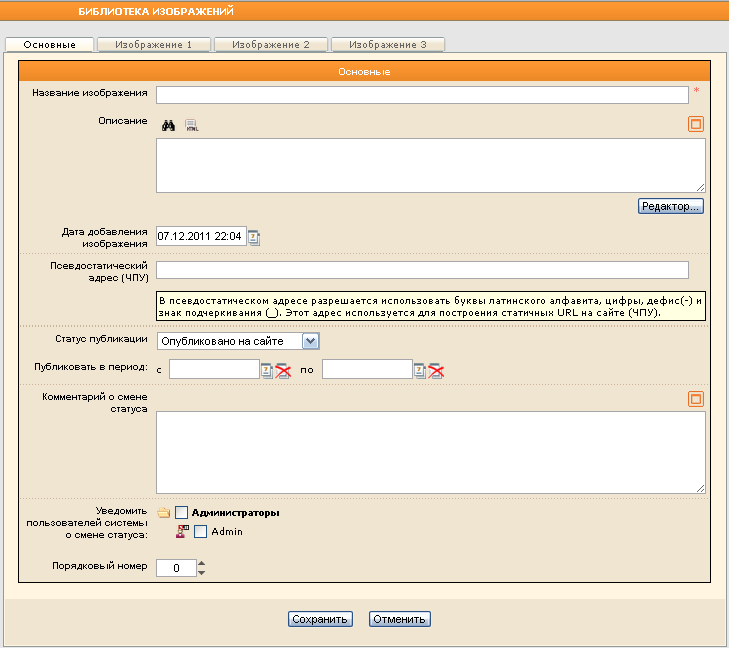 БИБЛИОТЕКА ИЗОБРАЖЕНИЙ
Основные
Изображение 1
Изображение 2
Изображение 3
Основные
Название изображения
*
Описание
HTML
Редактор...
Дата добавления
изображения
07.12.2011 22:04
Псевдостатический
адрес (ЧПУ)
В псевдостатическом адресе разрешается использовать буквы латинского алфавита, цифры, дефис(-) и
знак подчеркивания (_). Этот адрес используется для построения статичных URL на сайте (ЧПУ).
Статус публикации
Опубликовано на сайте
Публиковать в период:
с
по
Комментарий о смене
статуса
Уведомить
пользователей системы
о смене статуса:
Администраторы
Admin
Порядковый номер
0
Сохранить
Отменить